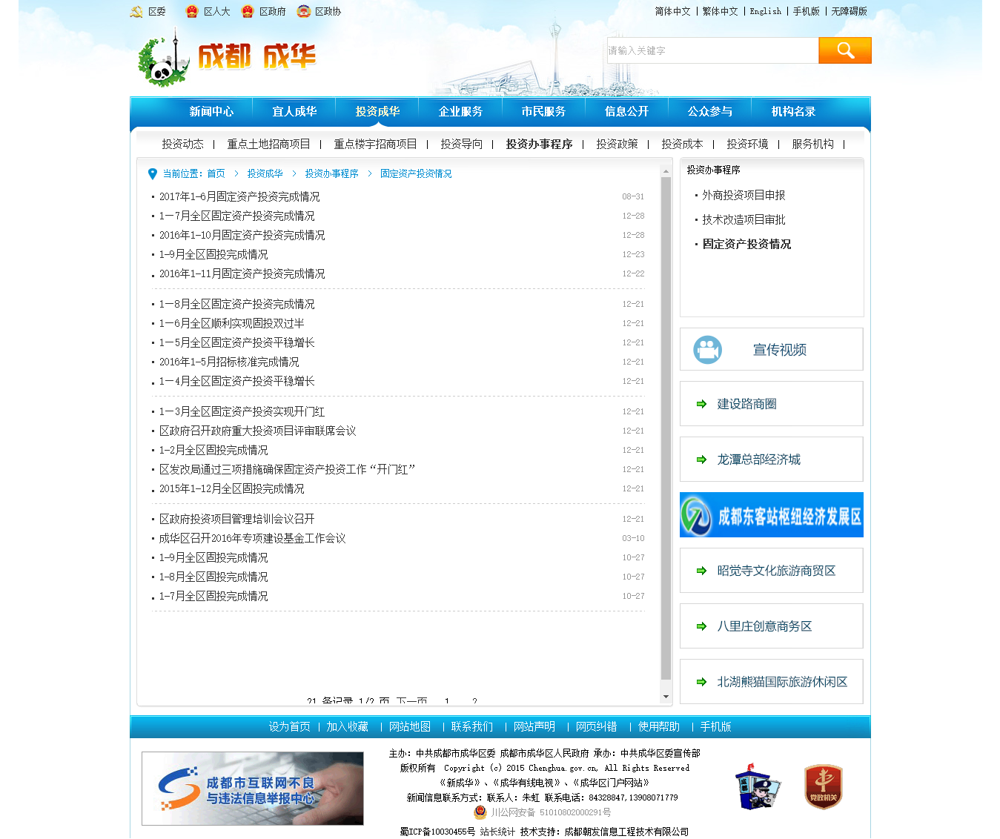 区委 区人大 区政府 区政协 简体中文 | 繁体中文 | English | 手机版 | 无障碍版
成都 成华
请输入关键字
新闻中心 宜人成华 投资成华 企业服务 市民服务 信息公开 公众参与 机构名录
投资动态 | 重点土地招商项目 | 重点楼宇招商项目 | 投资导向 | 投资办事程序 | 投资政策 | 投资成本 | 投资环境 | 服务机构 |
当前位置：首页 > 投资成华 > 投资办事程序 > 固定资产投资情况
2017年1-6月固定资产投资完成情况 08-31
1—7月全区固定资产投资完成情况 12-28
2016年1-10月固定资产投资完成情况 12-28
1-9月全区固投完成情况 12-23
2016年1-11月固定资产投资完成情况 12-22
1—8月全区固定资产投资完成情况 12-21
1—6月全区顺利实现固投双过半 12-21
1—5月全区固定资产投资平稳增长 12-21
2016年1-5月招标核准完成情况 12-21
1—4月全区固定资产投资平稳增长 12-21
1—3月全区固定资产投资实现开门红 12-21
区政府召开政府重大投资项目评审联席会议 12-21
1-2月全区固投完成情况 12-21
区发改局通过三项措施确保固定资产投资工作“开门红” 12-21
2015年1-12月全区固投完成情况 12-21
区政府投资项目管理培训会议召开 12-21
成华区召开2016年专项建设基金工作会议 03-10
1-9月全区固投完成情况 10-27
1-8月全区固投完成情况 10-27
1-7月全区固投完成情况 10-27
21 条记录 1/2 页 下一页 1 2
投资办事程序
外商投资项目申报
技术改造项目审批
固定资产投资情况
宣传视频
建设路商圈
龙潭总部经济城
成都东客站枢纽经济发展区
昭觉寺文化旅游商贸区
八里庄创意商务区
北湖熊猫国际旅游休闲区
设为首页 | 加入收藏 | 网站地图 | 联系我们 | 网站声明 | 网页纠错 | 使用帮助 | 手机版
成都市互联网不良
与违法信息举报中心
主办：中共成都市成华区委 成都市成华区人民政府 承办：中共成华区委宣传部
版权所有 Copyright (c) 2015 Chenghua.gov.cn, All Rights Reserved
《新成华》、《成华有线电视》、《成华区门户网站》
新闻信息联系方式：联系人：朱虹 联系电话：84328847,13908071779
川公网安备 51010802000291号
蜀ICP备10030455号 站长统计 技术支持：成都朝发信息工程技术有限公司
党政机关